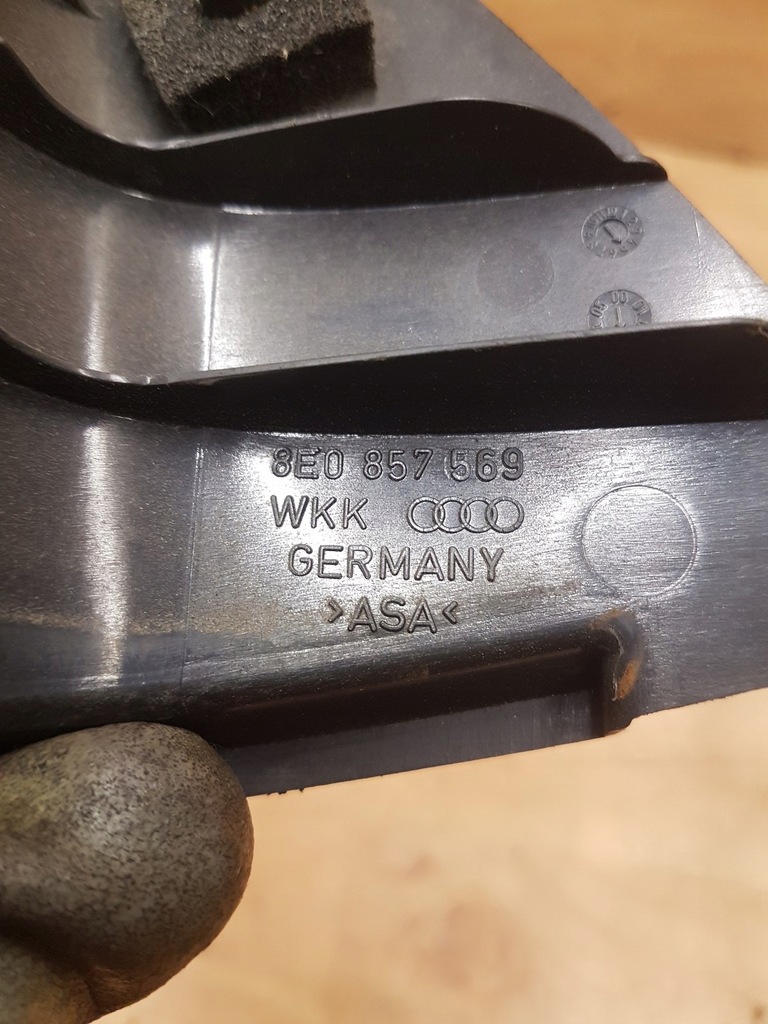 8E0 857 569
WKK
GERMANY
>ASA<